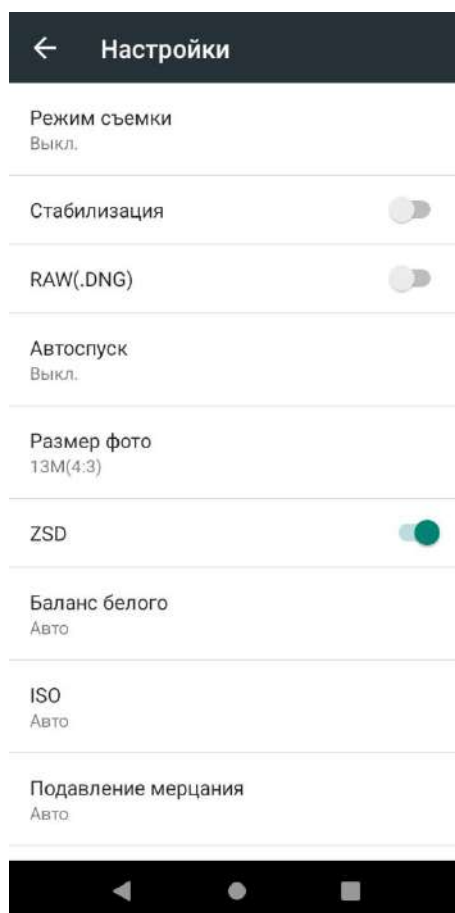 Настройки
Режим съемки
Выкл.
Стабилизация
RAW(.DNG)
Автоспуск
Выкл.
Размер фото
13M(4:3)
ZSD
Баланс белого
Авто
ISO
Авто
Подавление мерцания
Авто